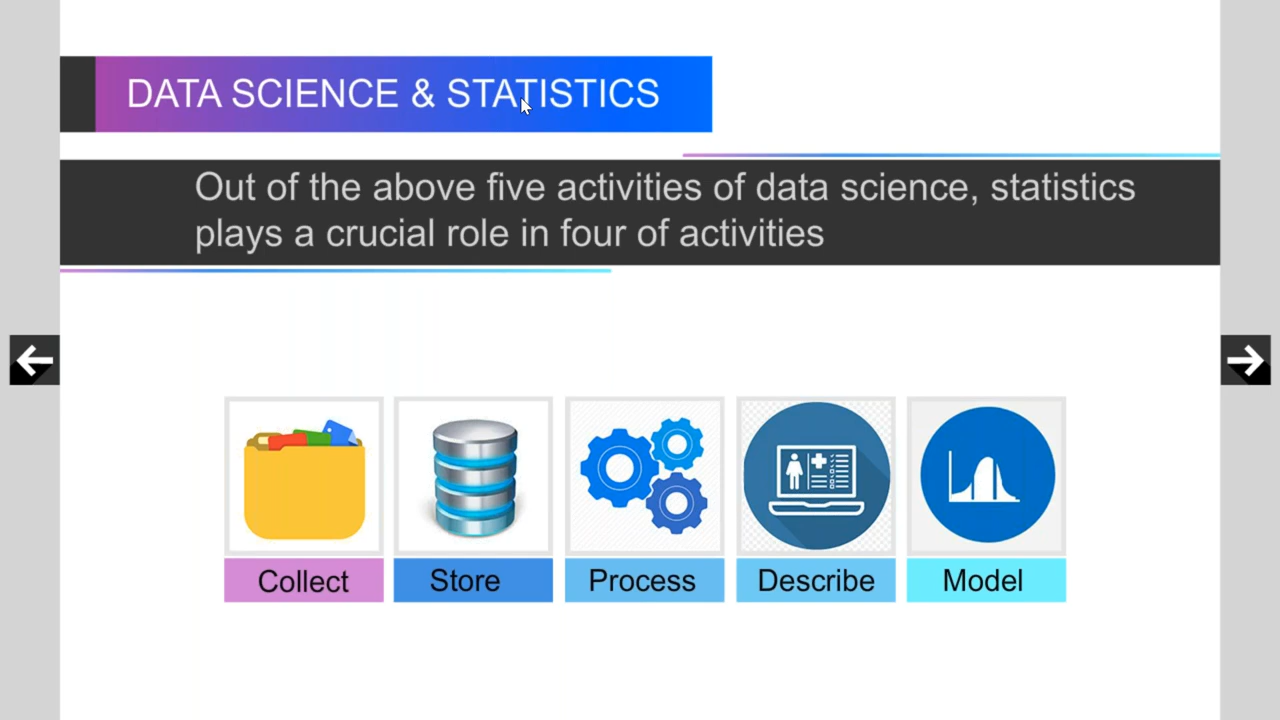 DATA SCIENCE & STATISTICS
Out of the above five activities of data science, statistics
plays a crucial role in four of activities
Collect
Store
Process
Describe
Model